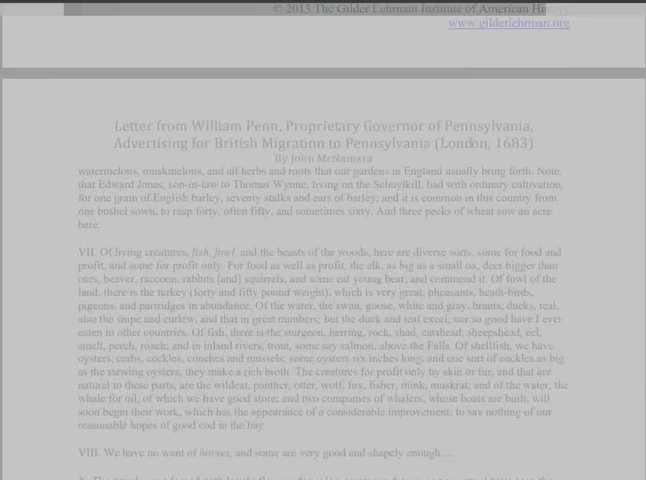 © 2013 The Gilder Lehrman Institute of American History
www.gilderlehrman.org
Letter from William Penn, Proprietary Governor of Pennsylvania,
Advertising for British Migration to Pennsylvania (London, 1683)
By John McNamara
watermelons, muskmelons, and all herbs and roots that our gardens in England usually bring forth. Note,
that Edward Jones, son-in-law to Thomas Wynne, living on the Schuylkill, had with ordinary cultivation,
for one grain of English barley, seventy stalks and ears of barley; and it is common in this country from
one bushel sown, to reap forty, often fifty, and sometimes sixty. And three pecks of wheat sow an acre
here.
VII. Of living creatures, fish, fowl, and the beasts of the woods, here are diverse sorts, some for food and
profit, and some for profit only. For food as well as profit, the elk, as big as a small ox, deer bigger than
ours, beaver, raccoon, rabbits [and] squirrels, and some eat young bear, and commend it. Of fowl of the
land, there is the turkey (forty and fifty pound weight), which is very great, pheasants, heath-birds,
pigeons, and partridges in abundance. Of the water, the swan, goose, white and gray, brants, ducks, teal,
also the snipe and curlew, and that in great numbers; but the duck and teal excel, nor so good have I ever
eaten in other countries. Of fish, there is the sturgeon, herring, rock, shad, catshead, sheepshead, eel,
smelt, perch, roach; and in inland rivers, trout, some say salmon, above the Falls. Of shellfish, we have
oysters, crabs, cockles, conches and mussels; some oysters six inches long, and one sort of cockles as big
as the stewing oysters, they make a rich broth. The creatures for profit only by skin or fur, and that are
natural to these parts, are the wildcat, panther, otter, wolf, fox, fisher, mink, muskrat; and of the water, the
whale for oil, of which we have good store; and two companies of whalers, whose boats are built, will
soon begin their work, which has the appearance of a considerable improvement; to say nothing of our
reasonable hopes of good cod in the bay
VIII. We have no want of horses, and some are very good and shapely enough....